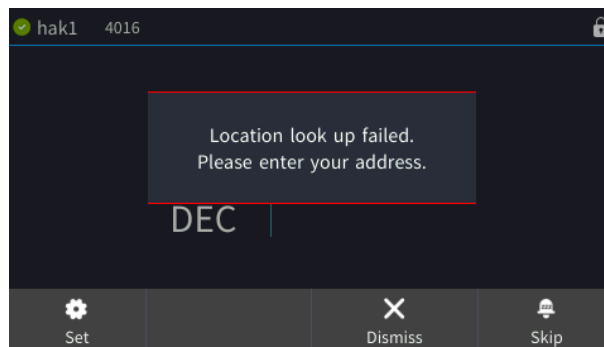 hak1 4016
Location look up failed.
Please enter your address.
DEC
Set Dismiss Skip